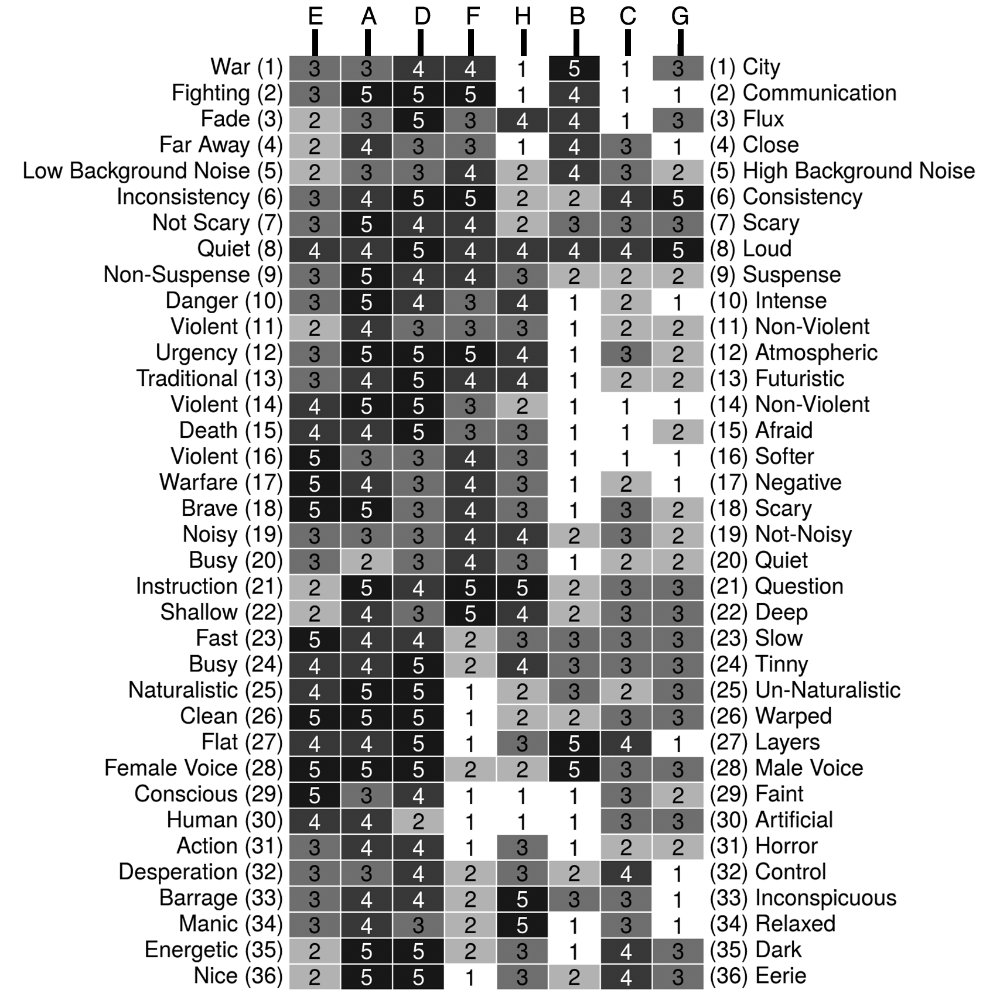 E A D F H B C G
War (1) 3 3 4 4 1 5 1 3 (1) City
Fighting (2) 3 5 5 5 1 4 1 1 (2) Communication
Fade (3) 2 3 5 3 4 4 1 3 (3) Flux
Far Away (4) 2 4 3 3 1 4 3 1 (4) Close
Low Background Noise (5) 2 3 3 4 2 4 3 2 (5) High Background Noise
Inconsistency (6) 3 4 5 5 2 2 4 5 (6) Consistency
Not Scary (7) 3 5 4 4 2 3 3 3 (7) Scary
Quiet (8) 4 4 5 4 4 4 4 5 (8) Loud
Non-Suspense (9) 3 5 4 4 3 2 2 2 (9) Suspense
Danger (10) 3 5 4 3 4 1 2 1 (10) Intense
Violent (11) 2 4 3 3 3 1 2 2 (11) Non-Violent
Urgency (12) 3 5 5 5 4 1 3 2 (12) Atmospheric
Traditional (13) 3 4 5 4 4 1 2 2 (13) Futuristic
Violent (14) 4 5 5 3 2 1 1 1 (14) Non-Violent
Death (15) 4 4 5 3 3 1 1 2 (15) Afraid
Violent (16) 5 3 3 4 3 1 1 1 (16) Softer
Warfare (17) 5 4 3 4 3 1 2 1 (17) Negative
Brave (18) 5 5 3 4 3 1 3 2 (18) Scary
Noisy (19) 3 3 3 4 4 2 3 2 (19) Not-Noisy
Busy (20) 3 2 3 4 3 1 2 2 (20) Quiet
Instruction (21) 2 5 4 5 5 2 3 3 (21) Question
Shallow (22) 2 4 3 5 4 2 3 3 (22) Deep
Fast (23) 5 4 4 2 3 3 3 3 (23) Slow
Busy (24) 4 4 5 2 4 3 3 3 (24) Tinny
Naturalistic (25) 4 5 5 1 2 3 2 3 (25) Un-Naturalistic
Clean (26) 5 5 5 1 2 2 3 3 (26) Warped
Flat (27) 4 4 5 1 3 5 4 1 (27) Layers
Female Voice (28) 5 5 5 2 2 5 3 3 (28) Male Voice
Conscious (29) 5 3 4 1 1 1 3 2 (29) Faint
Human (30) 4 4 2 1 1 1 3 3 (30) Artificial
Action (31) 3 4 4 1 3 1 2 2 (31) Horror
Desperation (32) 3 3 4 2 3 2 4 1 (32) Control
Barrage (33) 3 4 4 2 5 3 3 1 (33) Inconspicuous
Manic (34) 3 4 3 2 5 1 3 1 (34) Relaxed
Energetic (35) 2 5 5 2 3 1 4 3 (35) Dark
Nice (36) 2 5 5 1 3 2 4 3 (36) Eerie